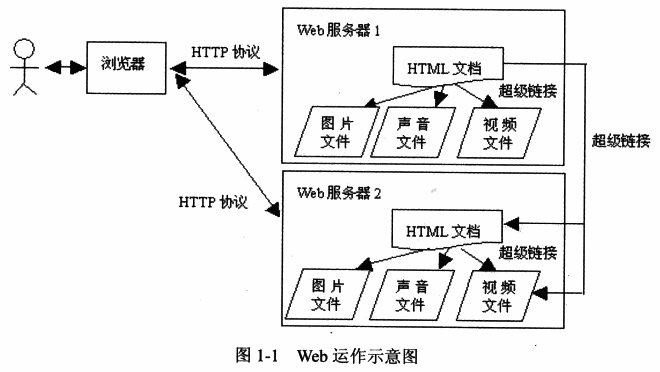 浏览器
HTTP 协议
HTTP 协议
Web 服务器 1
HTML 文档
超级链接
图 片
文件
声 音
文件
视 频
文件
超级链接
Web 服务器 2
HTML 文档
超级链接
图 片
文件
声 音
文件
视 频
文件
图 1-1 Web 运作示意图